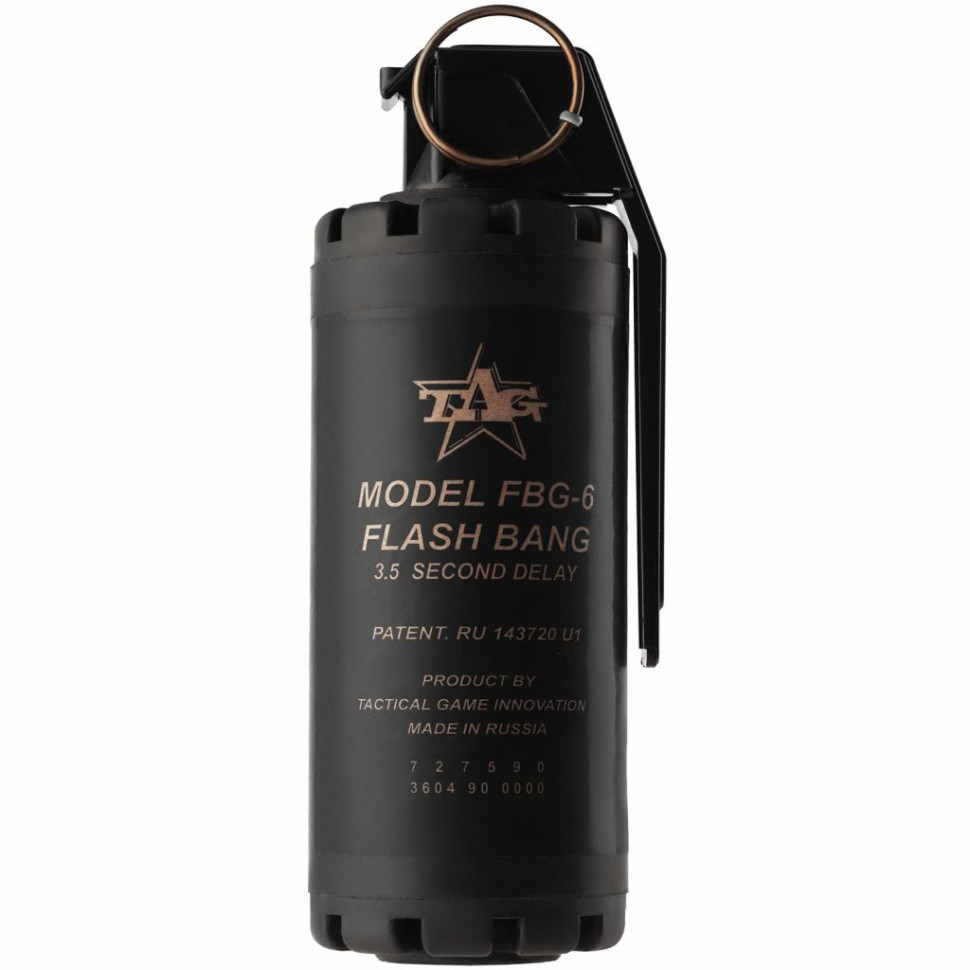 TAG
MODEL FBG-6
FLASH BANG
3.5 SECOND DELAY
PATENT. RU 143720 U1
PRODUCT BY
TACTICAL GAME INNOVATION
MADE IN RUSSIA
7 2 7 5 9 0
3604 90 0000